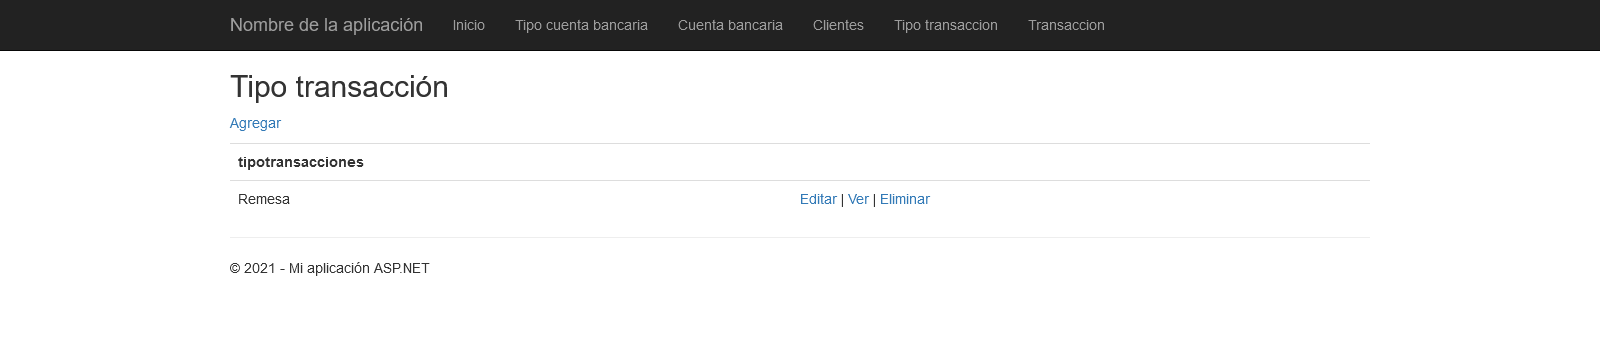 Nombre de la aplicación Inicio Tipo cuenta bancaria Cuenta bancaria Clientes Tipo transaccion Transaccion
Tipo transacción
Agregar
tipotransacciones
Remesa Editar | Ver | Eliminar
© 2021 - Mi aplicación ASP.NET